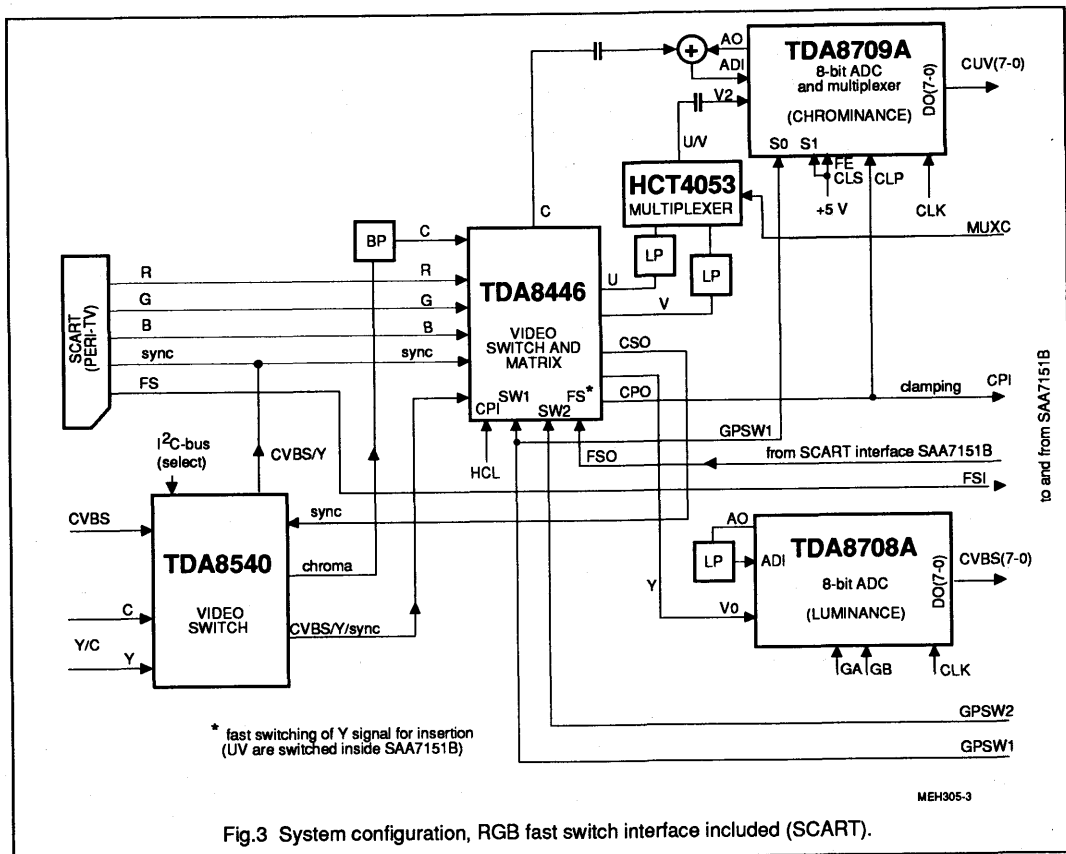 AO
TDA8709A
ADI
8-bit ADC
and multiplexer
(CHROMINANCE)
DO(7-0)
CUV(7-0)
V2
U/V
S0
S1
FE
CLS
CLP
+5 V
CLK
HCT4053
MULTIPLEXER
MUXC
C
BP
C
LP
LP
SCART
(PERI-TV)
R
R
G
G
B
B
sync
sync
FS
TDA8446
VIDEO
SWITCH AND
MATRIX
U
V
CSO
CPO
CPI
SW1
SW2
FS*
clamping
CPI
GPSW1
HCL
FSO
from SCART interface SAA7151B
FSI
to and from SAA7151B
I2C-bus
(select)
CVBS/Y
CVBS
sync
TDA8540
VIDEO
SWITCH
chroma
CVBS/Y/sync
C
Y/C
Y
AO
LP
ADI
TDA8708A
8-bit ADC
(LUMINANCE)
DO(7-0)
CVBS(7-0)
Y
V0
GA
GB
CLK
GPSW2
GPSW1
* fast switching of Y signal for insertion
(UV are switched inside SAA7151B)
MEH305-3
Fig.3 System configuration, RGB fast switch interface included (SCART).